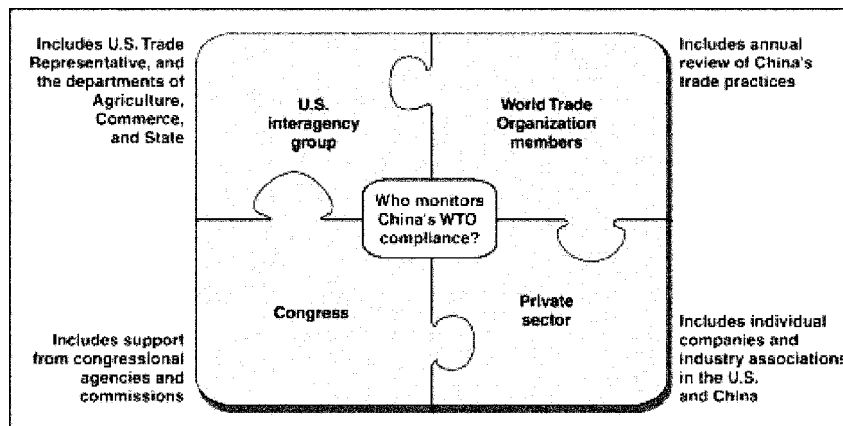 Includes U.S. Trade
Representative, and
the departments of
Agriculture,
Commerce,
and State
U.S.
interagency
group
World Trade
Organization
members
Includes annual
review of China's
trade practices
Who monitors
China's WTO
compliance?
Congress
Private
sector
Includes support
from congressional
agencies and
commissions
Includes individual
companies and
industry associations
in the U.S.
and China